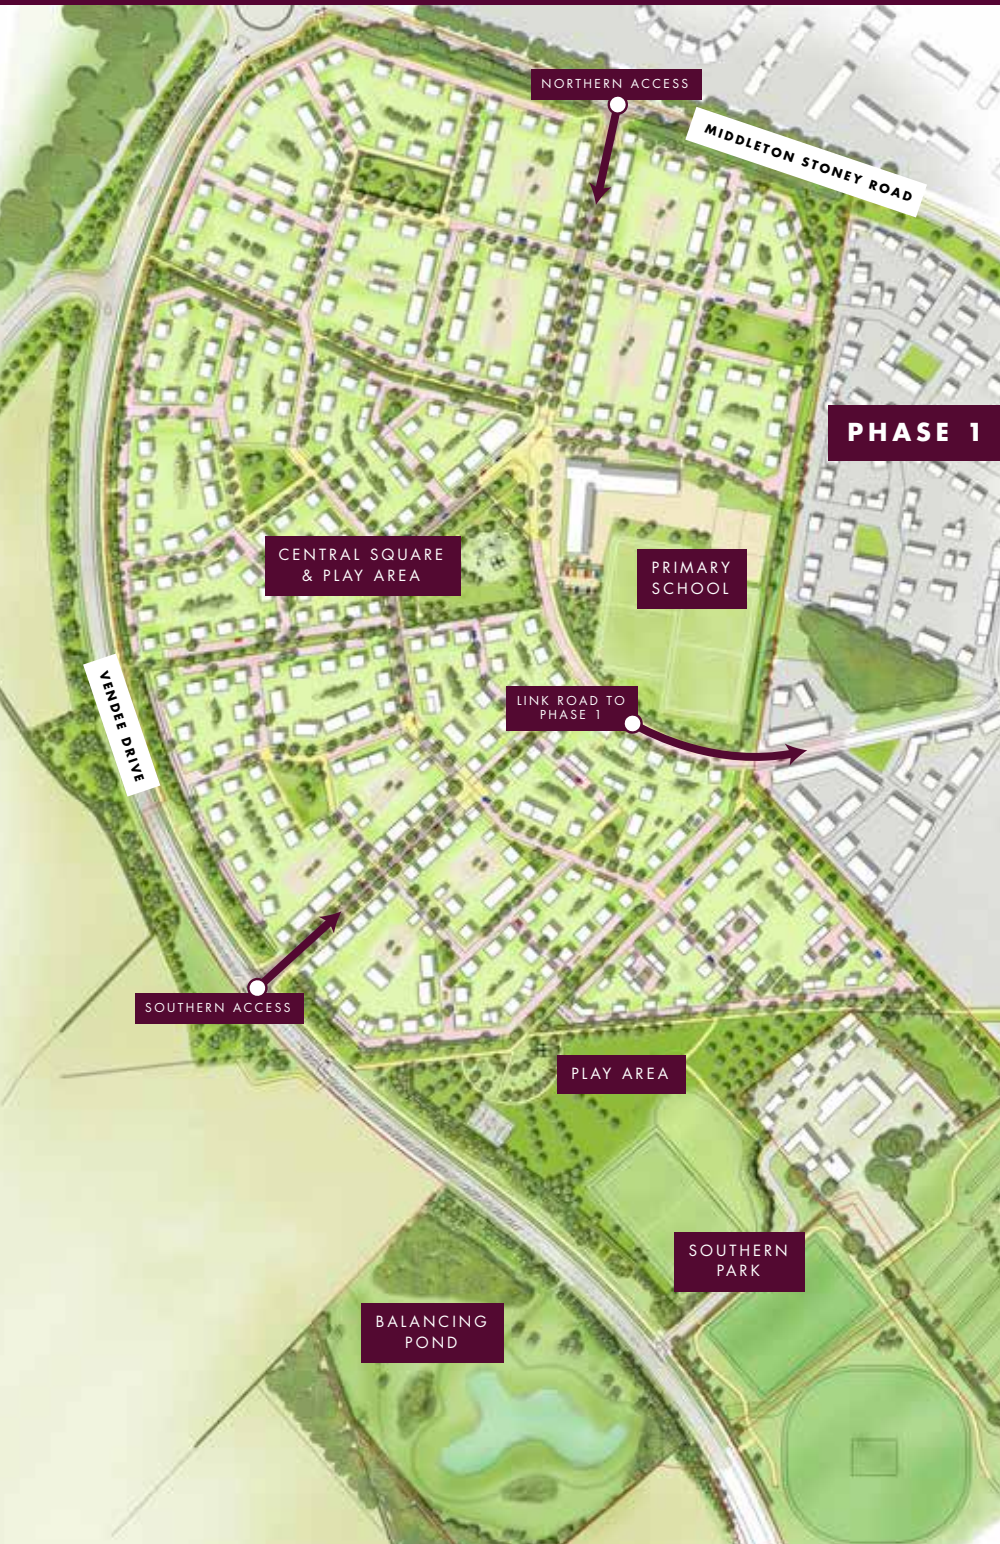 NORTHERN ACCESS
MIDDLETON STONEY ROAD
PHASE 1
CENTRAL SQUARE
& PLAY AREA
PRIMARY
SCHOOL
VENDEE DRIVE
LINK ROAD TO
PHASE 1
SOUTHERN ACCESS
PLAY AREA
SOUTHERN
PARK
BALANCING
POND